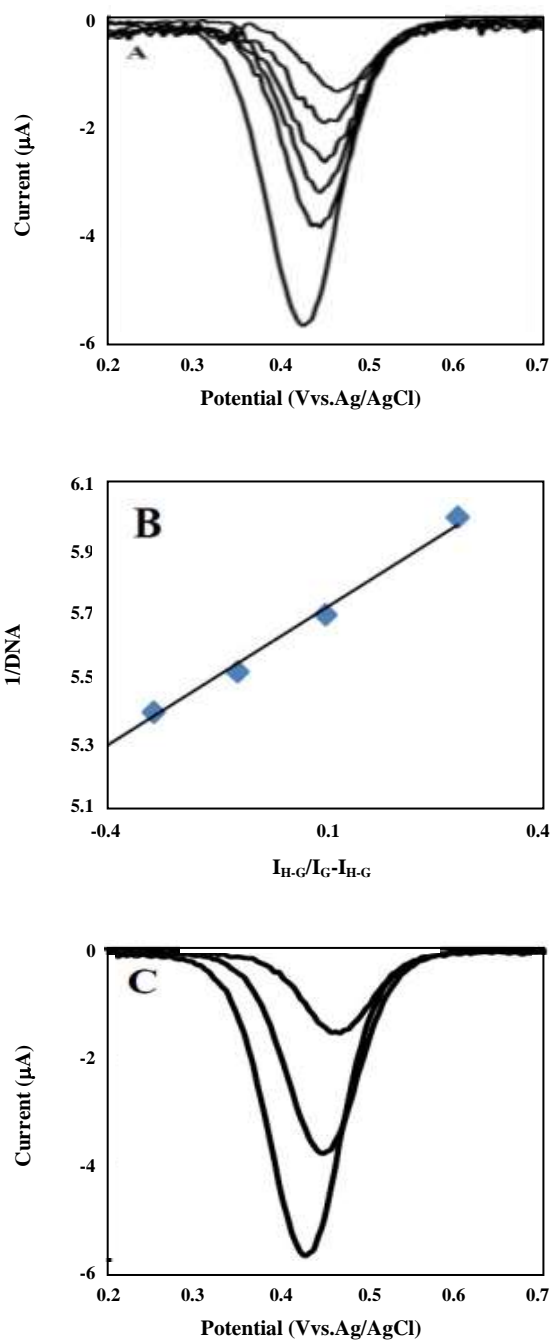 A
0
-2
-4
-6
Current (μA)
0.2 0.3 0.4 0.5 0.6 0.7
Potential (Vvs.Ag/AgCl)
B
6.1
5.9
5.7
5.5
5.3
5.1
1/DNA
-0.4 0.1 0.4
I_H-G/I_G-I_H-G
C
0
-2
-4
-6
Current (μA)
0.2 0.3 0.4 0.5 0.6 0.7
Potential (Vvs.Ag/AgCl)